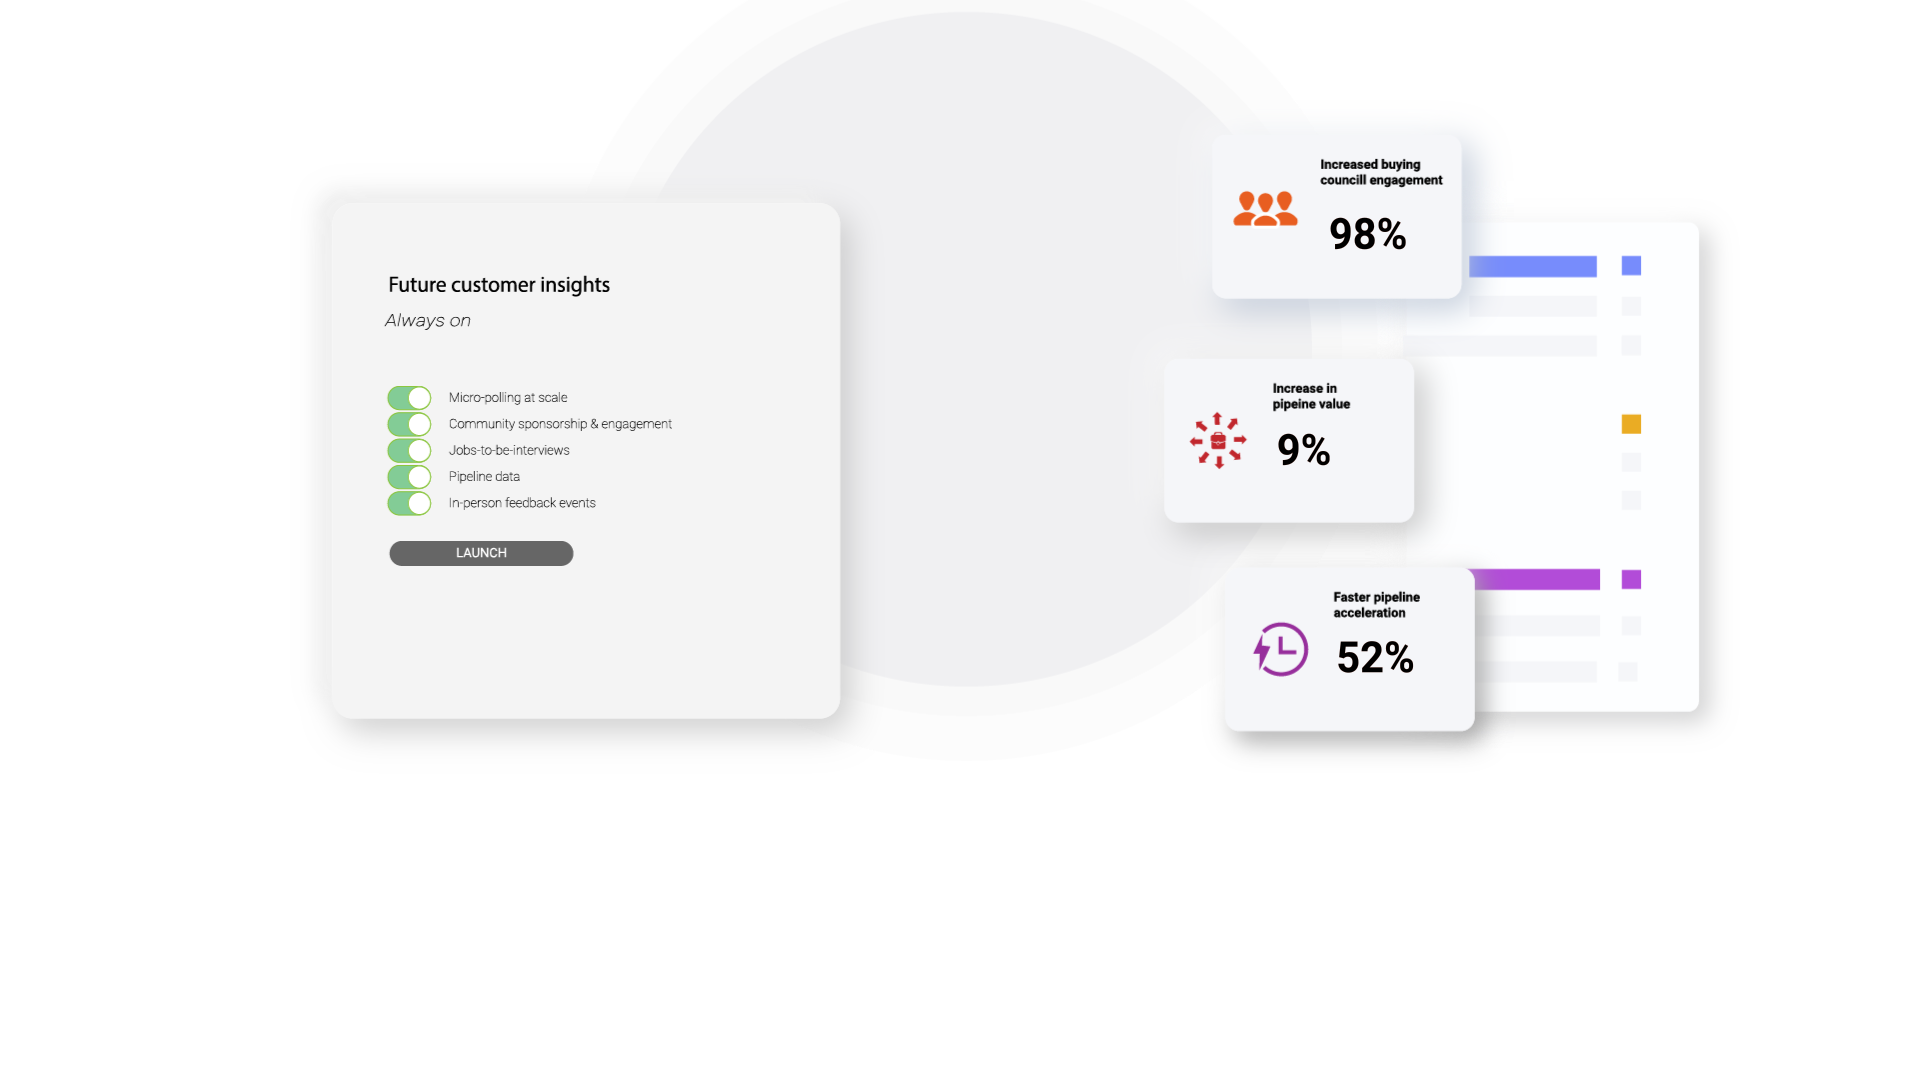 Future customer insights
Always on
Micro-polling at scale
Community sponsorship & engagement
Jobs-to-be-interviews
Pipeline data
In-person feedback events
LAUNCH
Increased buying
councill engagement
98%
Increase in
pipeine value
9%
Faster pipeline
acceleration
52%